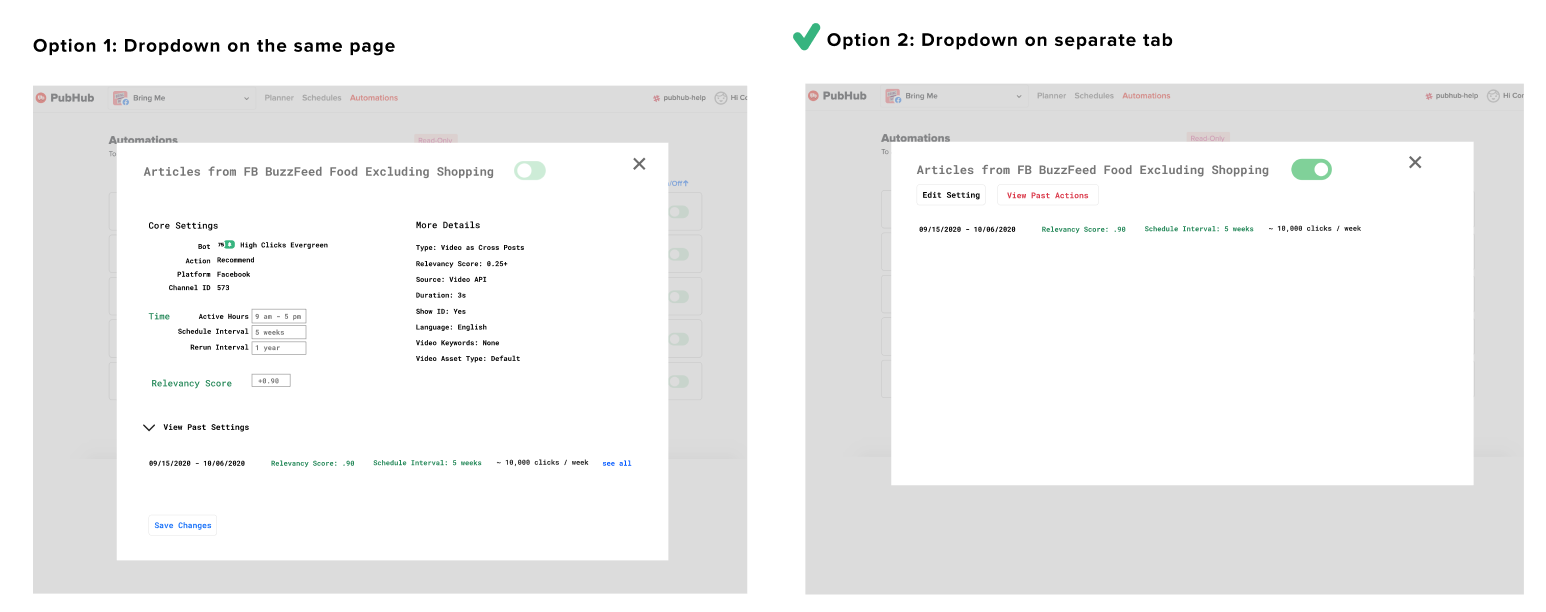 Option 1: Dropdown on the same page
PubHub
Bring Me
Planner Schedules Automations
pubhub-help
Hi Co
Automations
Read-Only
To
/Off↑
Articles from FB BuzzFeed Food Excluding Shopping
Core Settings
Bot 75 High Clicks Evergreen
Action Recommend
Platform Facebook
Channel ID 573
Time
Active Hours 9 am - 5 pm
Schedule Interval 5 weeks
Rerun Interval 1 year
Relevancy Score +0.90
More Details
Type: Video as Cross Posts
Relevancy Score: 0.25+
Source: Video API
Duration: 3s
Show ID: Yes
Language: English
Video Keywords: None
Video Asset Type: Default
View Past Settings
09/15/2020 - 10/06/2020 Relevancy Score: .90 Schedule Interval: 5 weeks ~ 10,000 clicks / week see all
Save Changes
Option 2: Dropdown on separate tab
PubHub
Bring Me
Planner Schedules Automations
pubhub-help
Hi Cor
Automations
Read-Only
To
Articles from FB BuzzFeed Food Excluding Shopping
Edit Setting
View Past Actions
09/15/2020 - 10/06/2020 Relevancy Score: .90 Schedule Interval: 5 weeks ~ 10,000 clicks / week